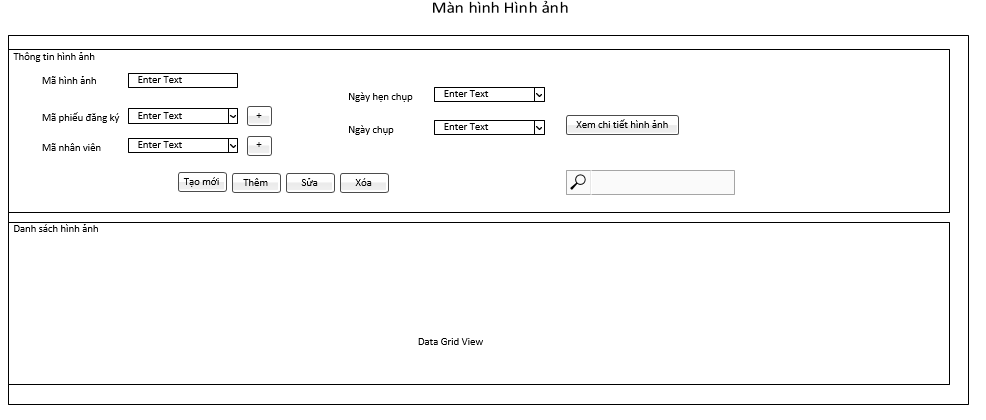 Màn hình Hình ảnh
Thông tin hình ảnh
Mã hình ảnh Enter Text
Ngày hẹn chụp Enter Text
Mã phiếu đăng ký Enter Text +
Ngày chụp Enter Text Xem chi tiết hình ảnh
Mã nhân viên Enter Text +
Tạo mới Thêm Sửa Xóa
Danh sách hình ảnh
Data Grid View